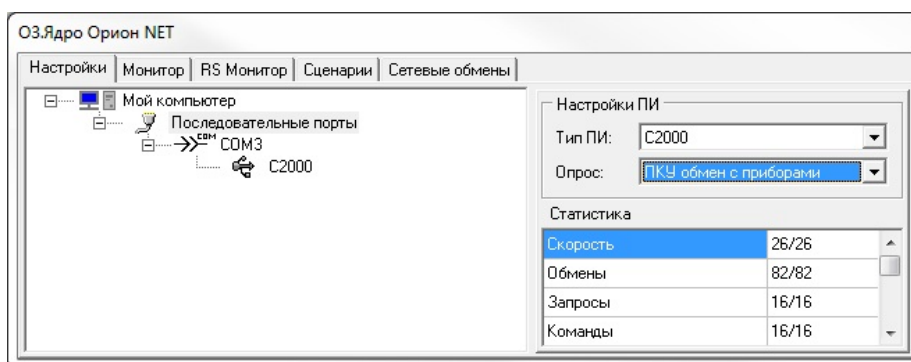 ОЗ.Ядро Орион NET
Настройки Монитор RS Монитор Сценарии Сетевые обмены
Мой компьютер
Последовательные порты
COM
COM3
C2000
Настройки ПИ
Тип ПИ: C2000
Опрос: ПКУ обмен с приборами
Статистика
Скорость 26/26
Обмены 82/82
Запросы 16/16
Команды 16/16